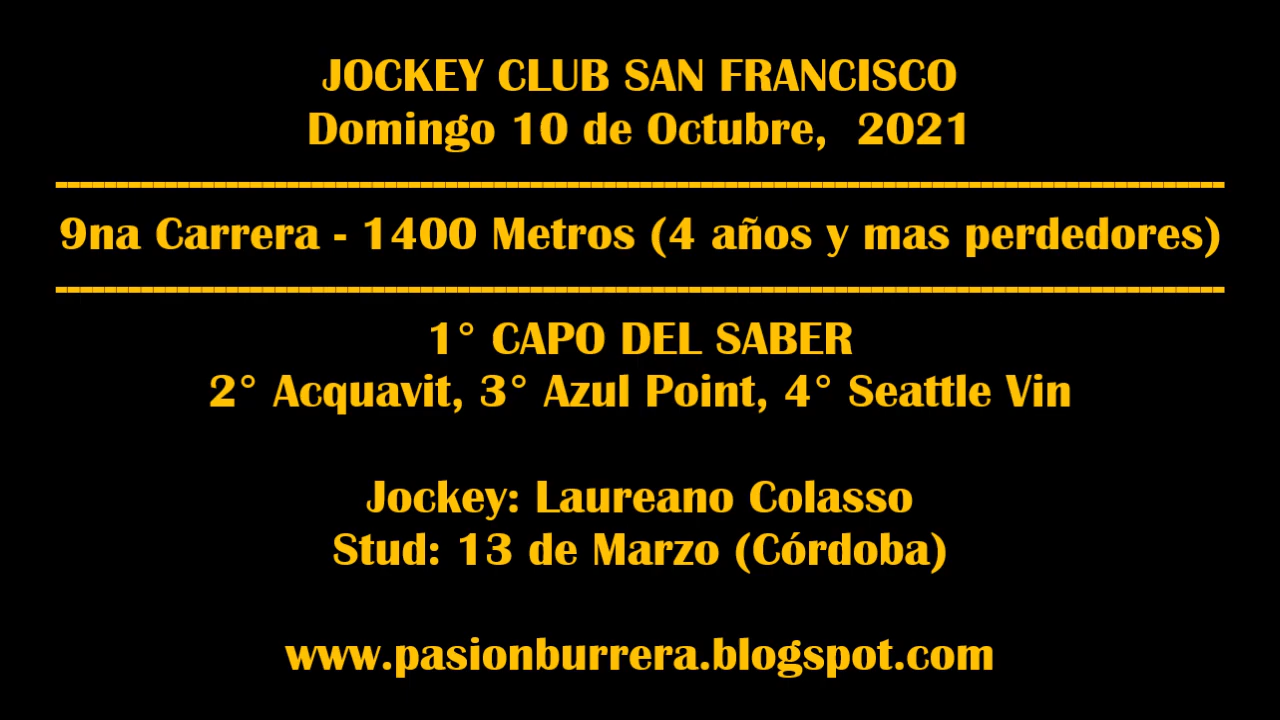 JOCKEY CLUB SAN FRANCISCO
Domingo 10 de Octubre,  2021
9na Carrera - 1400 Metros (4 años y mas perdedores)
1° CAPO DEL SABER
2° Acquavit, 3° Azul Point, 4° Seattle Vin
Jockey: Laureano Colasso
Stud: 13 de Marzo (Córdoba)
www.pasionburrera.blogspot.com